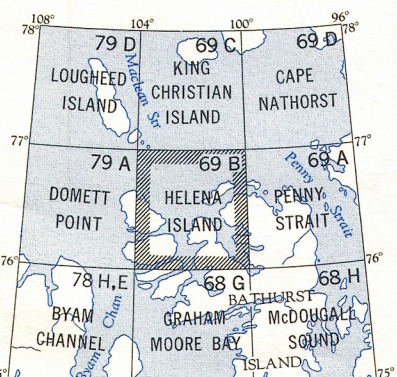 108° 104° 100° 96°
78° 78°
79 D 69 C 69 D
LOUGHEED
ISLAND
Maclean Str
KING
CHRISTIAN
ISLAND
CAPE
NATHORST
77° 77°
79 A 69 B 69 A
DOMETT
POINT
HELENA
ISLAND
PENNY
STRAIT
Penny Strait
76° 76°
78 H,E 68 G 68 H
BYAM
CHANNEL
Byam Chan
BATHURST
ISLAND
GRAHAM
MOORE BAY
McDOUGALL
SOUND
75° 75°